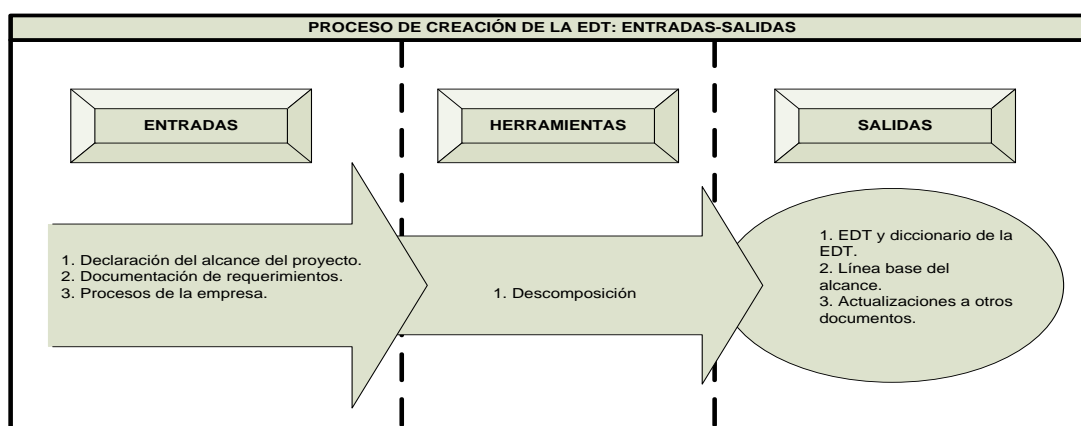 PROCESO DE CREACIÓN DE LA EDT: ENTRADAS-SALIDAS
ENTRADAS
HERRAMIENTAS
SALIDAS
1. Declaración del alcance del proyecto.
2. Documentación de requerimientos.
3. Procesos de la empresa.
1. Descomposición
1. EDT y diccionario de la
EDT.
2. Línea base del
alcance.
3. Actualizaciones a otros
documentos.